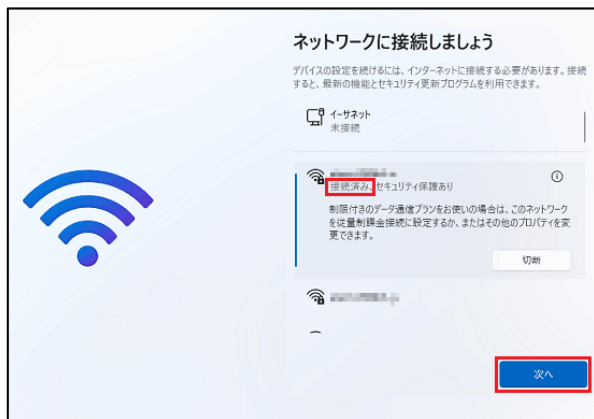 ネットワークに接続しましょう
デバイスの設定を続けるには、インターネットに接続する必要があります。接続
すると、最新の機能とセキュリティ更新プログラムを利用できます。
イーサネット
未接続
接続済み、セキュリティ保護あり
制限付きのデータ通信プランをお使いの場合は、このネットワーク
を従量制課金接続に設定するか、またはその他のプロパティを変
更できます。
切断
次へ